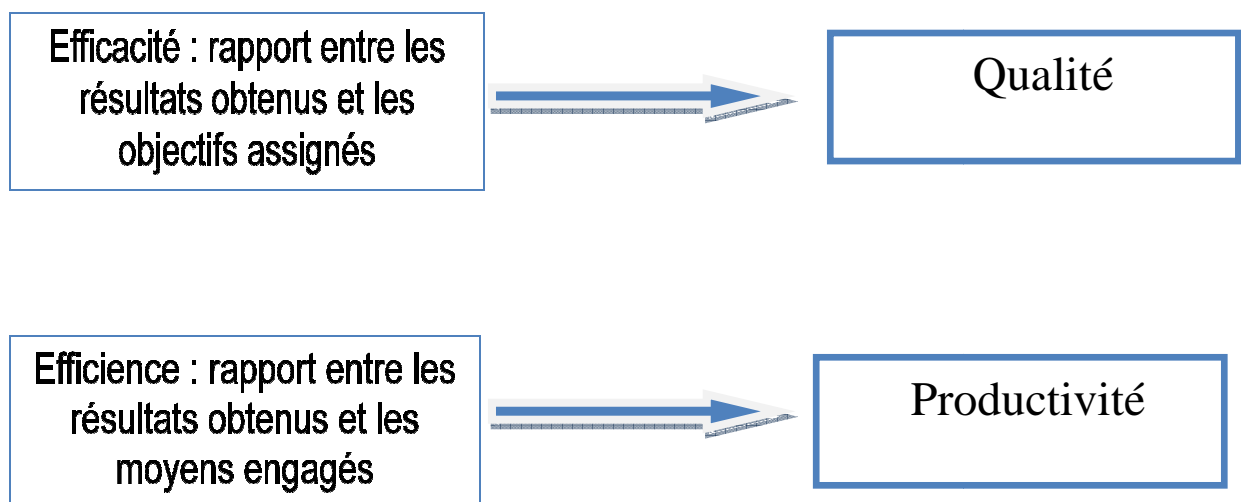 Efficacité : rapport entre les
résultats obtenus et les
objectifs assignés
Qualité
Efficience : rapport entre les
résultats obtenus et les
moyens engagés
Productivité